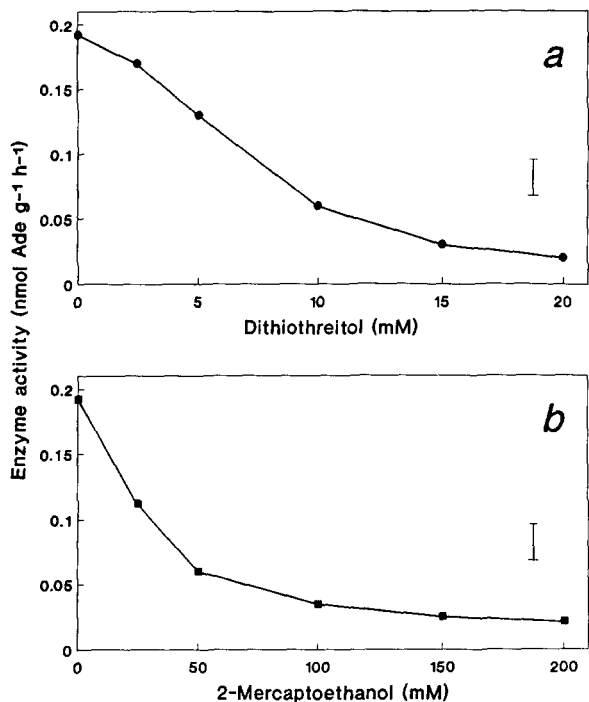 Enzyme activity (nmol Ade g⁻¹ h⁻¹)
a
0.2
0.15
0.1
0.05
0
0 5 10 15 20
Dithiothreitol (mM)
b
0.2
0.15
0.1
0.05
0
0 50 100 150 200
2-Mercaptoethanol (mM)